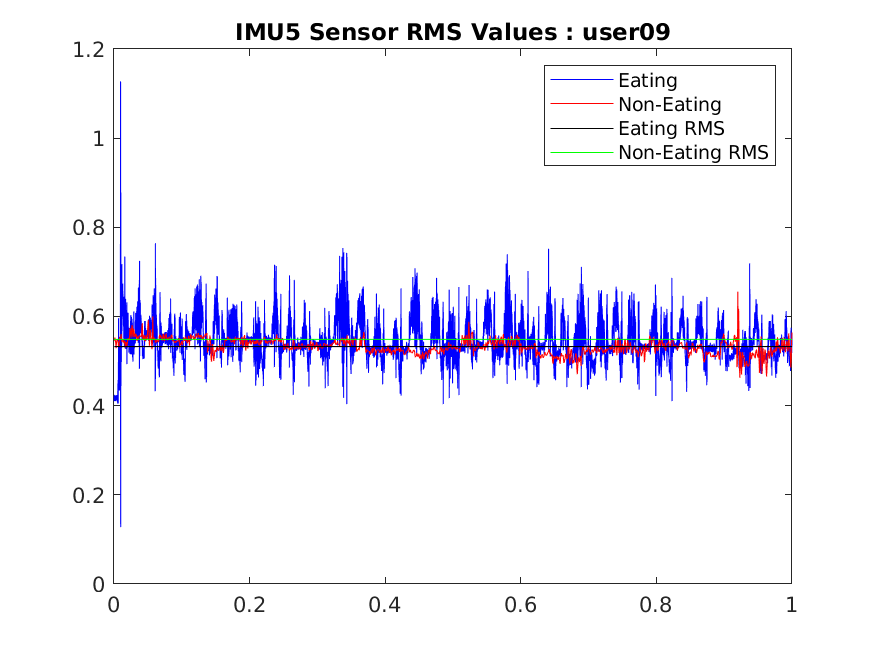 IMU5 Sensor RMS Values : user09
1.2
1
0.8
0.6
0.4
0.2
0
Eating
Non-Eating
Eating RMS
Non-Eating RMS
0 0.2 0.4 0.6 0.8 1